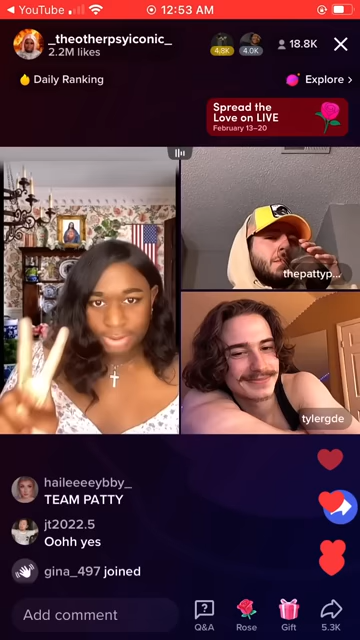 YouTube
12:53 AM
_theotherpsyiconic_
2.2M likes
4.8K
4.0K
18.8K
Daily Ranking
Explore >
Spread the
Love on LIVE
February 13–20
thepattyp...
tylergde
haileeeeybby_
TEAM PATTY
jt2022.5
Oohh yes
gina_497 joined
Add comment
Q&A
Rose
Gift
5.3K